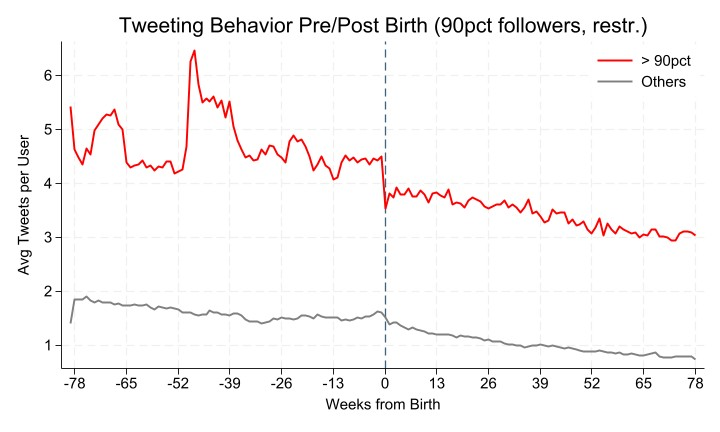 Tweeting Behavior Pre/Post Birth (90pct followers, restr.)
> 90pct
Others
Avg Tweets per User
6
5
4
3
2
1
-78 -65 -52 -39 -26 -13 0 13 26 39 52 65 78
Weeks from Birth